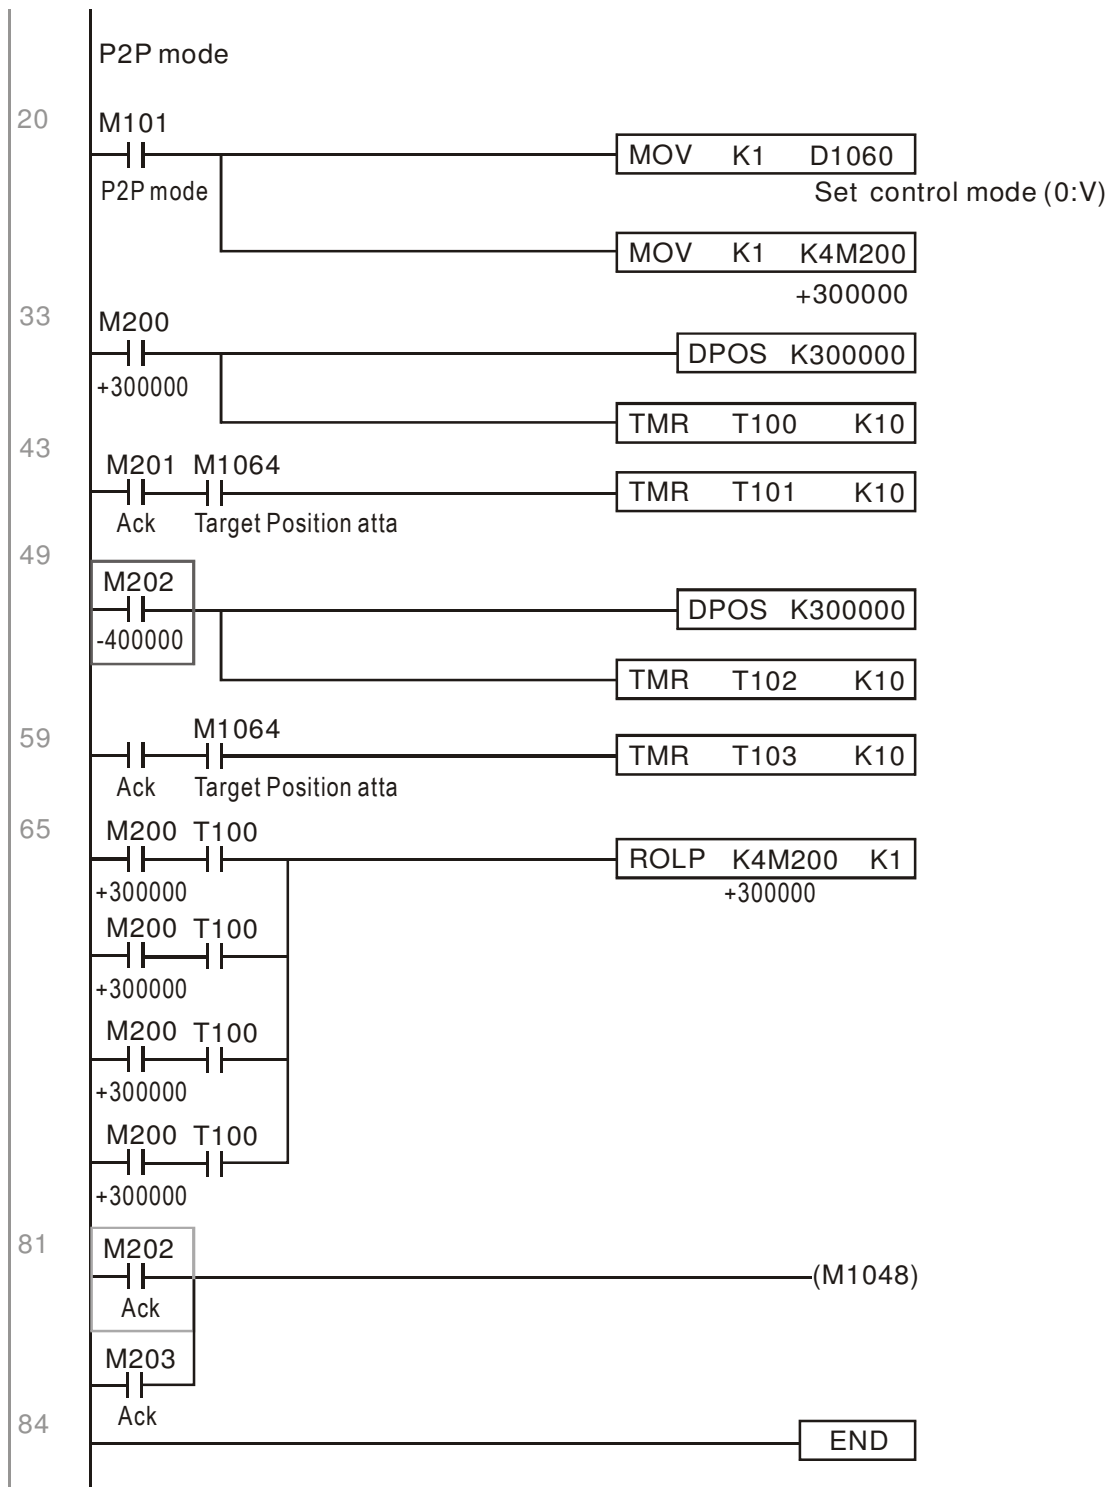 P2P mode
20
M101
MOV K1 D1060
P2P mode
Set control mode (0:V)
MOV K1 K4M200
+300000
33
M200
DPOS K300000
+300000
TMR T100 K10
43
M201 M1064
TMR T101 K10
Ack Target Position atta
49
M202
DPOS K300000
-400000
TMR T102 K10
59
M1064
TMR T103 K10
Ack Target Position atta
65
M200 T100
ROLP K4M200 K1
+300000
+300000
M200 T100
+300000
M200 T100
+300000
M200 T100
+300000
81
M202
(M1048)
Ack
M203
Ack
84
END